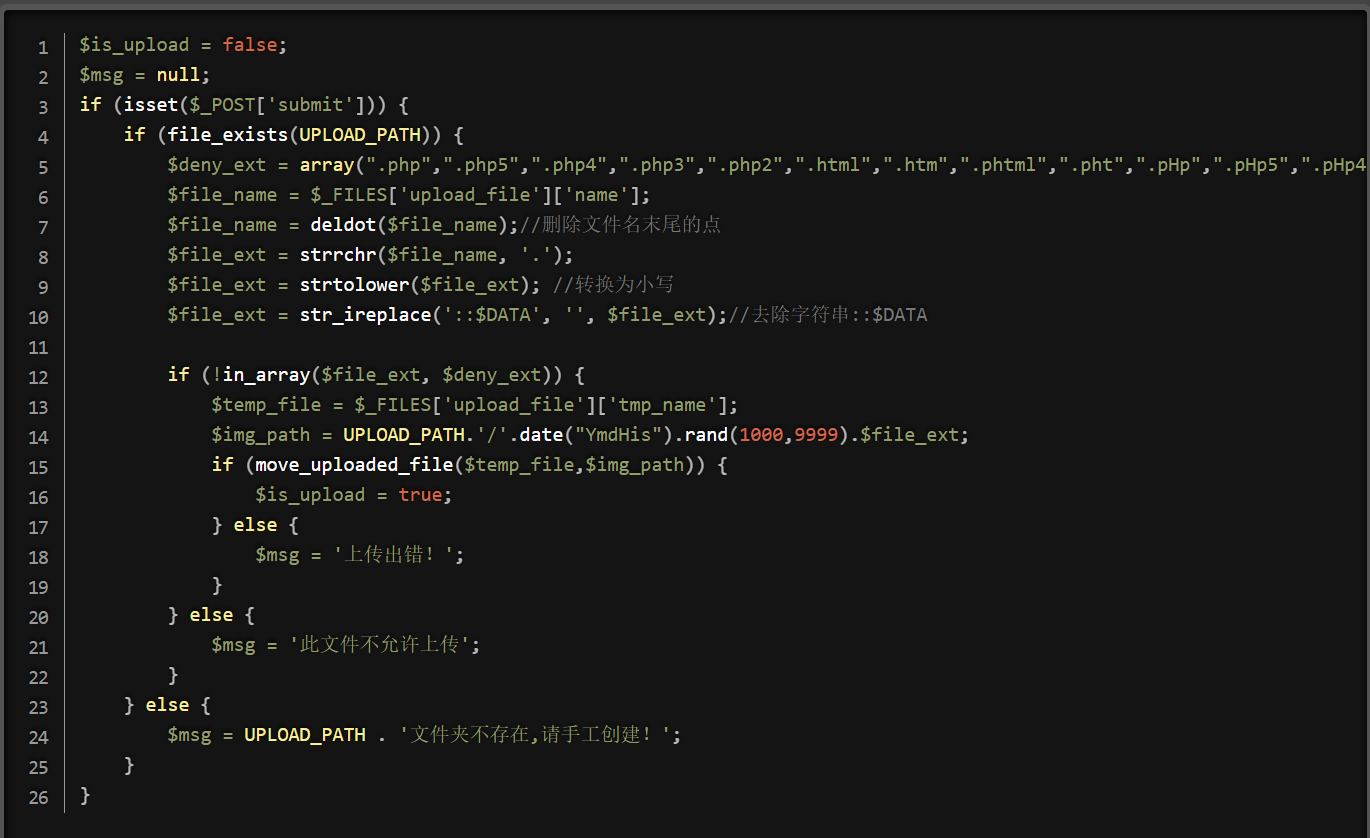 1 $is_upload = false;
2 $msg = null;
3 if (isset($_POST['submit'])) {
4     if (file_exists(UPLOAD_PATH)) {
5         $deny_ext = array(".php",".php5",".php4",".php3",".php2",".html",".htm",".phtml",".pht",".pHp",".pHp5",".pHp4
6         $file_name = $_FILES['upload_file']['name'];
7         $file_name = deldot($file_name);//删除文件名末尾的点
8         $file_ext = strrchr($file_name, '.');
9         $file_ext = strtolower($file_ext); //转换为小写
10         $file_ext = str_ireplace('::$DATA', '', $file_ext);//去除字符串::$DATA
11
12         if (!in_array($file_ext, $deny_ext)) {
13             $temp_file = $_FILES['upload_file']['tmp_name'];
14             $img_path = UPLOAD_PATH.'/'.date("YmdHis").rand(1000,9999).$file_ext;
15             if (move_uploaded_file($temp_file,$img_path)) {
16                 $is_upload = true;
17             } else {
18                 $msg = '上传出错！';
19             }
20         } else {
21             $msg = '此文件不允许上传';
22         }
23     } else {
24         $msg = UPLOAD_PATH . '文件夹不存在,请手工创建！';
25     }
26 }